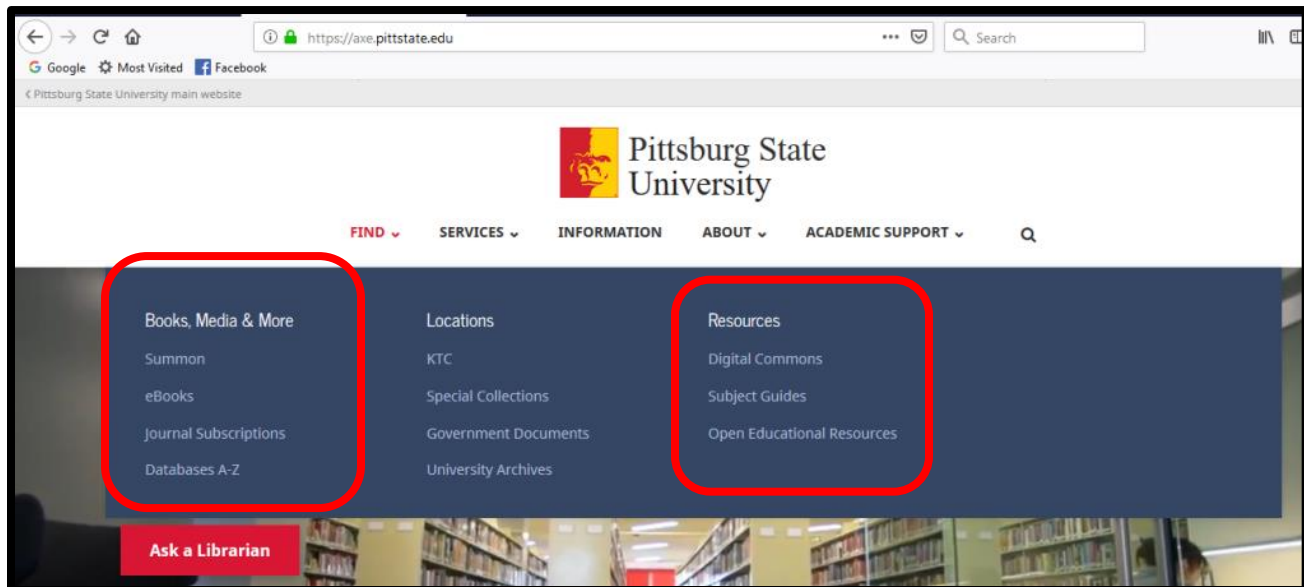 https://axe.pittstate.edu
Search
Google Most Visited Facebook
Pittsburg State University main website
Pittsburg State
University
FIND SERVICES INFORMATION ABOUT ACADEMIC SUPPORT
Books, Media & More
Summon
eBooks
Journal Subscriptions
Databases A-Z
Locations
KTC
Special Collections
Government Documents
University Archives
Resources
Digital Commons
Subject Guides
Open Educational Resources
Ask a Librarian